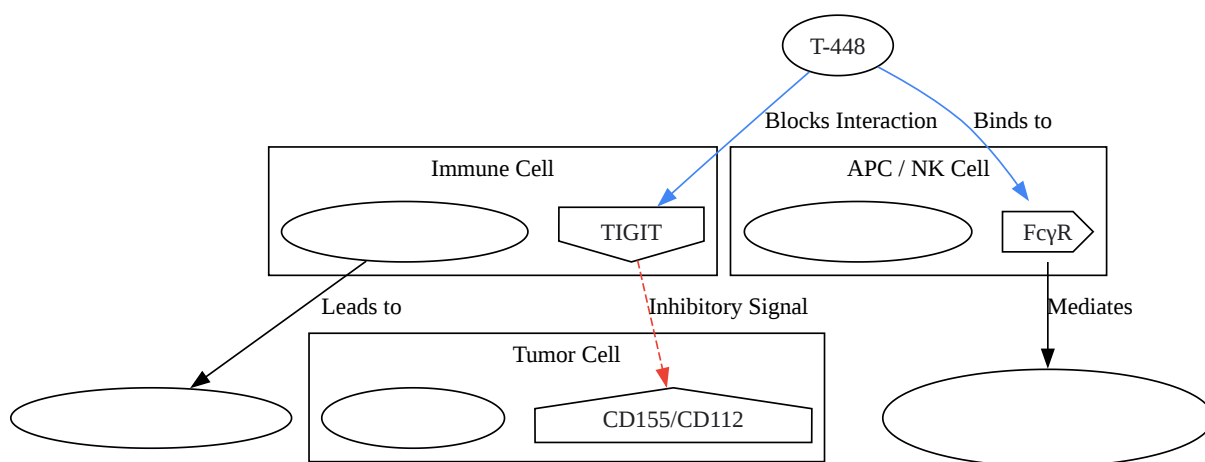 T-448
Blocks Interaction
Binds to
Immune Cell
APC / NK Cell
TIGIT
FcγR
Leads to
Inhibitory Signal
Mediates
Tumor Cell
CD155/CD112